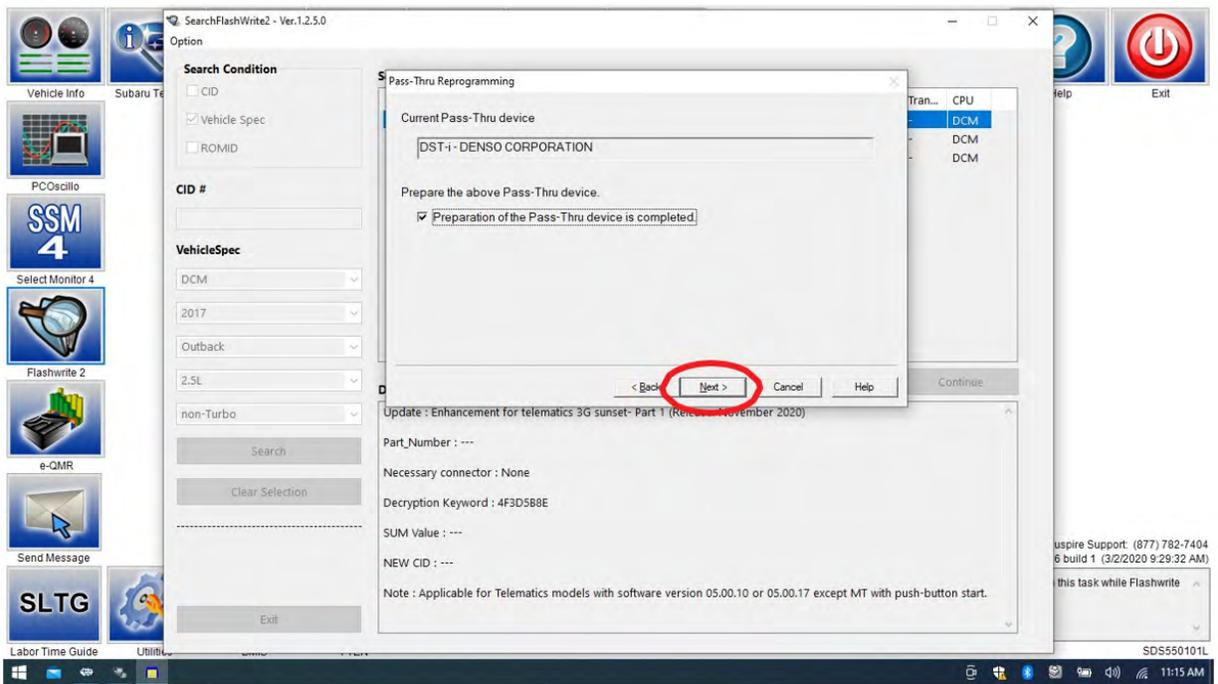 SearchFlashWrite2 - Ver.1.2.5.0
Option
Vehicle Info
Subaru Te
PCOscillo
SSM
4
Select Monitor 4
Flashwrite 2
e-QMR
Send Message
SLTG
Labor Time Guide
Utilities
Search Condition
CID
Vehicle Spec
ROMID
CID #
VehicleSpec
DCM
2017
Outback
2.5L
non-Turbo
Search
Clear Selection
Exit
Pass-Thru Reprogramming
Current Pass-Thru device
DST-i - DENSO CORPORATION
Prepare the above Pass-Thru device.
Preparation of the Pass-Thru device is completed.
< Back
Next >
Cancel
Help
Tran... CPU
- DCM
- DCM
- DCM
Continue
Update : Enhancement for telematics 3G sunset- Part 1 (Release November 2020)
Part_Number : ---
Necessary connector : None
Decryption Keyword : 4F3D5B8E
SUM Value : ---
NEW CID : ---
Note : Applicable for Telematics models with software version 05.00.10 or 05.00.17 except MT with push-button start.
Help
Exit
uspire Support: (877) 782-7404
6 build 1 (3/2/2020 9:29:32 AM)
this task while Flashwrite
SDS550101L
11:15 AM